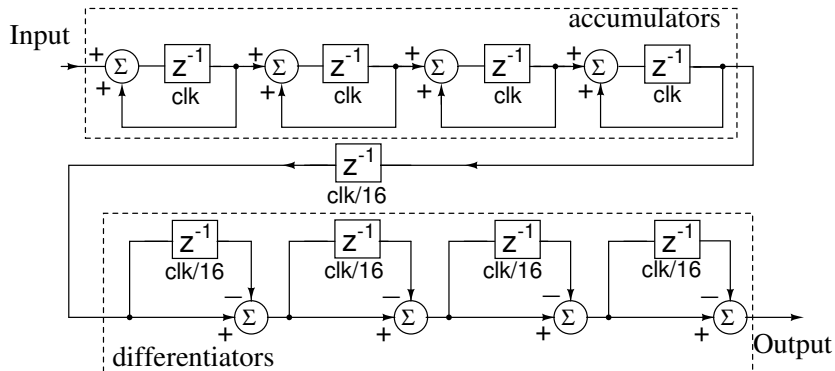 accumulators
Input
+ Σ + z⁻¹ clk
+ Σ + z⁻¹ clk
+ Σ + z⁻¹ clk
+ Σ + z⁻¹ clk
z⁻¹
clk/16
z⁻¹ z⁻¹ z⁻¹ z⁻¹
clk/16 clk/16 clk/16 clk/16
− − − −
Σ Σ Σ Σ
+ + + +
differentiators
Output